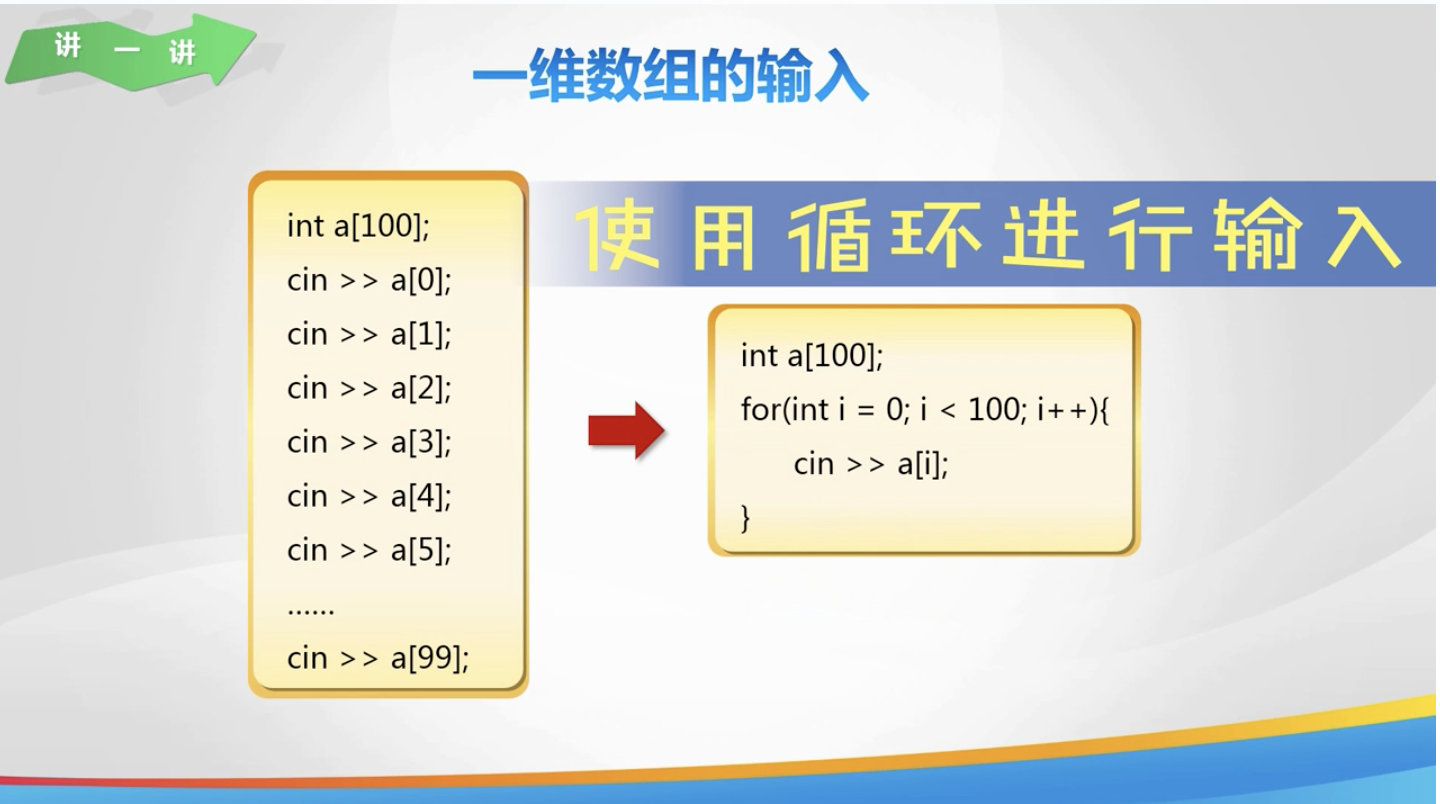 讲一讲
一维数组的输入
int a[100];
cin >> a[0];
cin >> a[1];
cin >> a[2];
cin >> a[3];
cin >> a[4];
cin >> a[5];
……
cin >> a[99];
使用循环进行输入
int a[100];
for(int i = 0; i < 100; i++){
cin >> a[i];
}